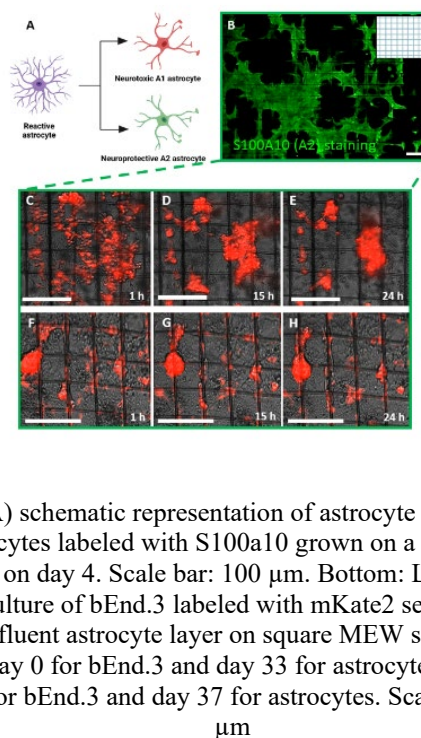 A
Reactive
astrocyte
Neurotoxic A1 astrocyte
Neuroprotective A2 astrocyte
B
S100A10 (A2) staining
C
1 h
D
15 h
E
24 h
F
1 h
G
15 h
H
24 h
A) schematic representation of astrocyte
cytes labeled with S100a10 grown on a
on day 4. Scale bar: 100 μm. Bottom: L
ulture of bEnd.3 labeled with mKate2 se
fluent astrocyte layer on square MEW s
ay 0 for bEnd.3 and day 33 for astrocyte
or bEnd.3 and day 37 for astrocytes. Sca
μm